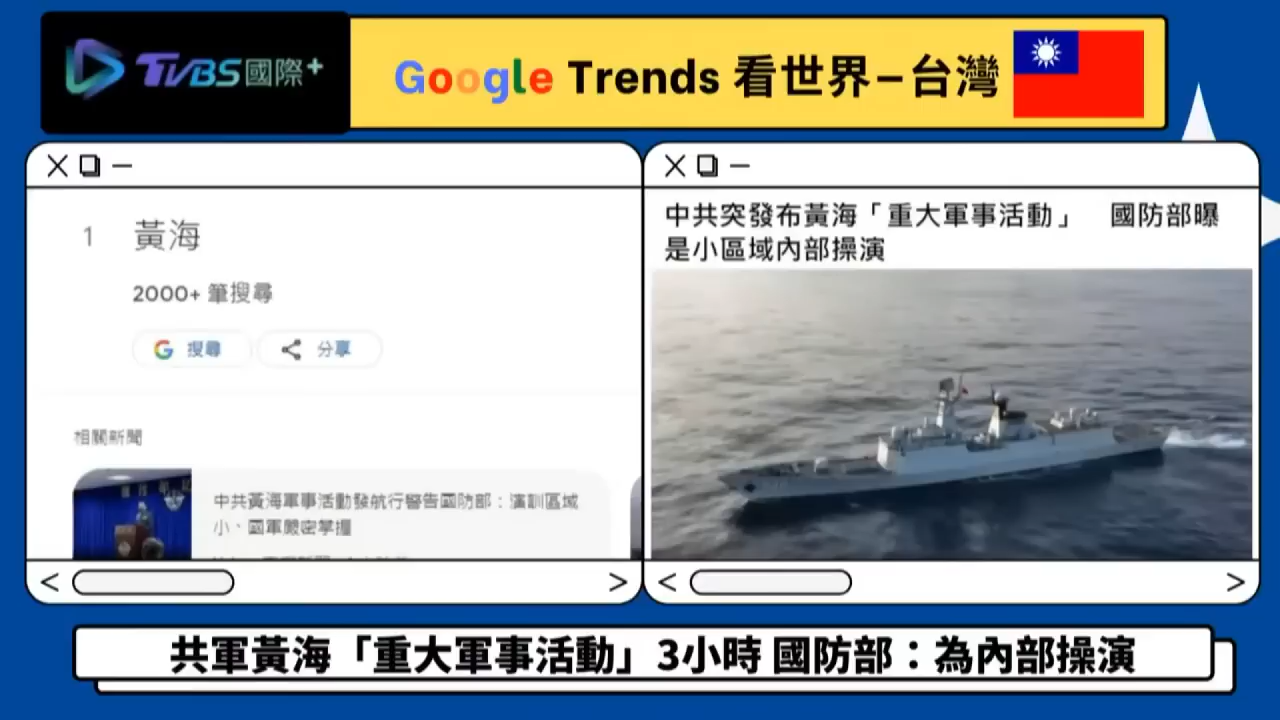 TVBS國際+
Google Trends 看世界–台灣
1 黃海
2000+ 筆搜尋
搜尋 分享
相關新聞
中共黃海軍事活動發航行警告國防部：演訓區域
小、國軍嚴密掌握
中共突發布黃海「重大軍事活動」 國防部曝
是小區域內部操演
共軍黃海「重大軍事活動」3小時 國防部：為內部操演